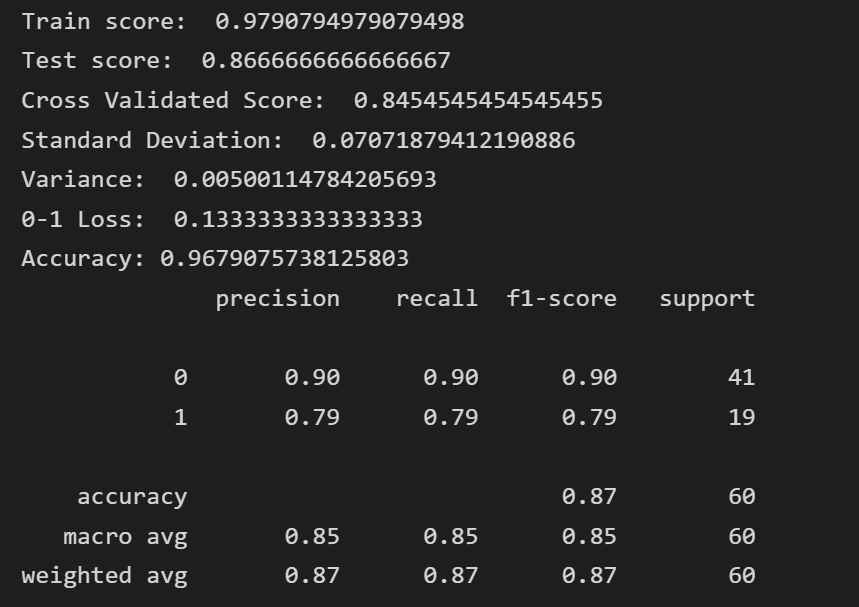 Train score:  0.9790794979079498
Test score:  0.8666666666666667
Cross Validated Score:  0.8454545454545455
Standard Deviation:  0.07071879412190886
Variance:  0.00500114784205693
0-1 Loss:  0.1333333333333333
Accuracy: 0.9679075738125803
precision    recall  f1-score   support
0       0.90      0.90      0.90        41
1       0.79      0.79      0.79        19
accuracy                           0.87        60
macro avg       0.85      0.85      0.85        60
weighted avg       0.87      0.87      0.87        60